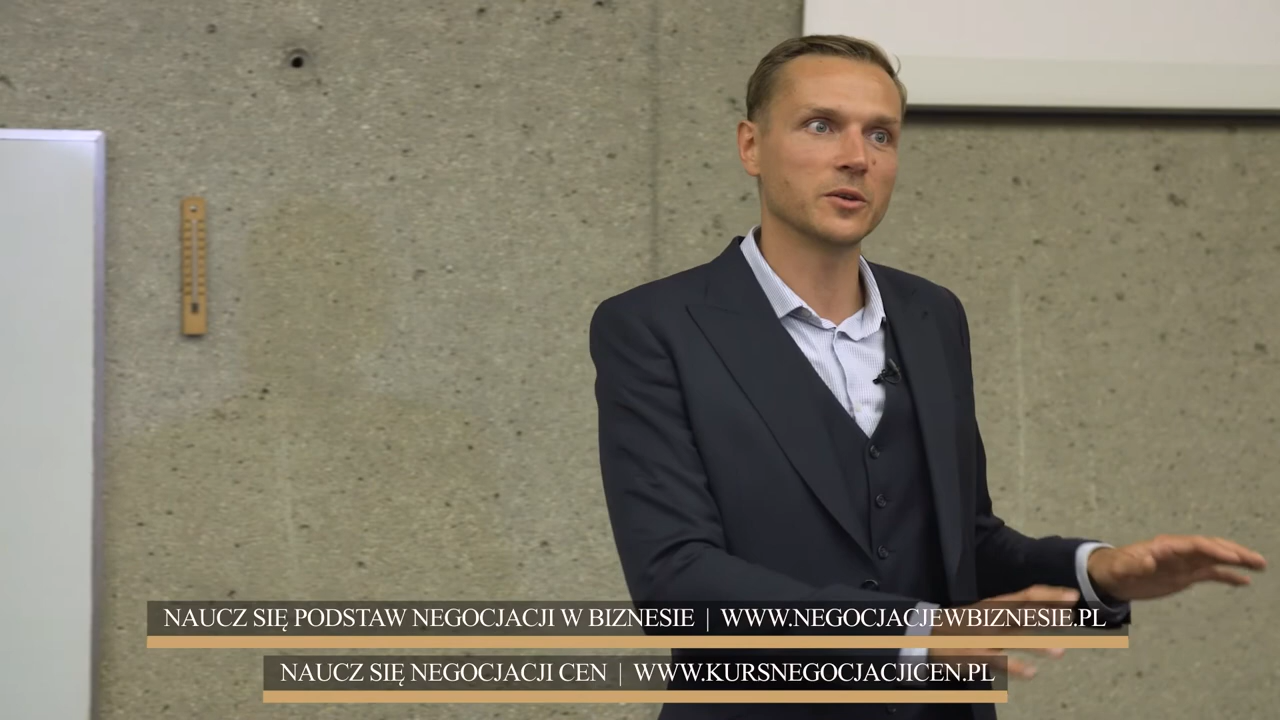 NAUCZ SIĘ PODSTAW NEGOCJACJI W BIZNESIE | WWW.NEGOCJACJEWBIZNESIE.PL
NAUCZ SIĘ NEGOCJACJI CEN | WWW.KURSNEGOCJACJICEN.PL